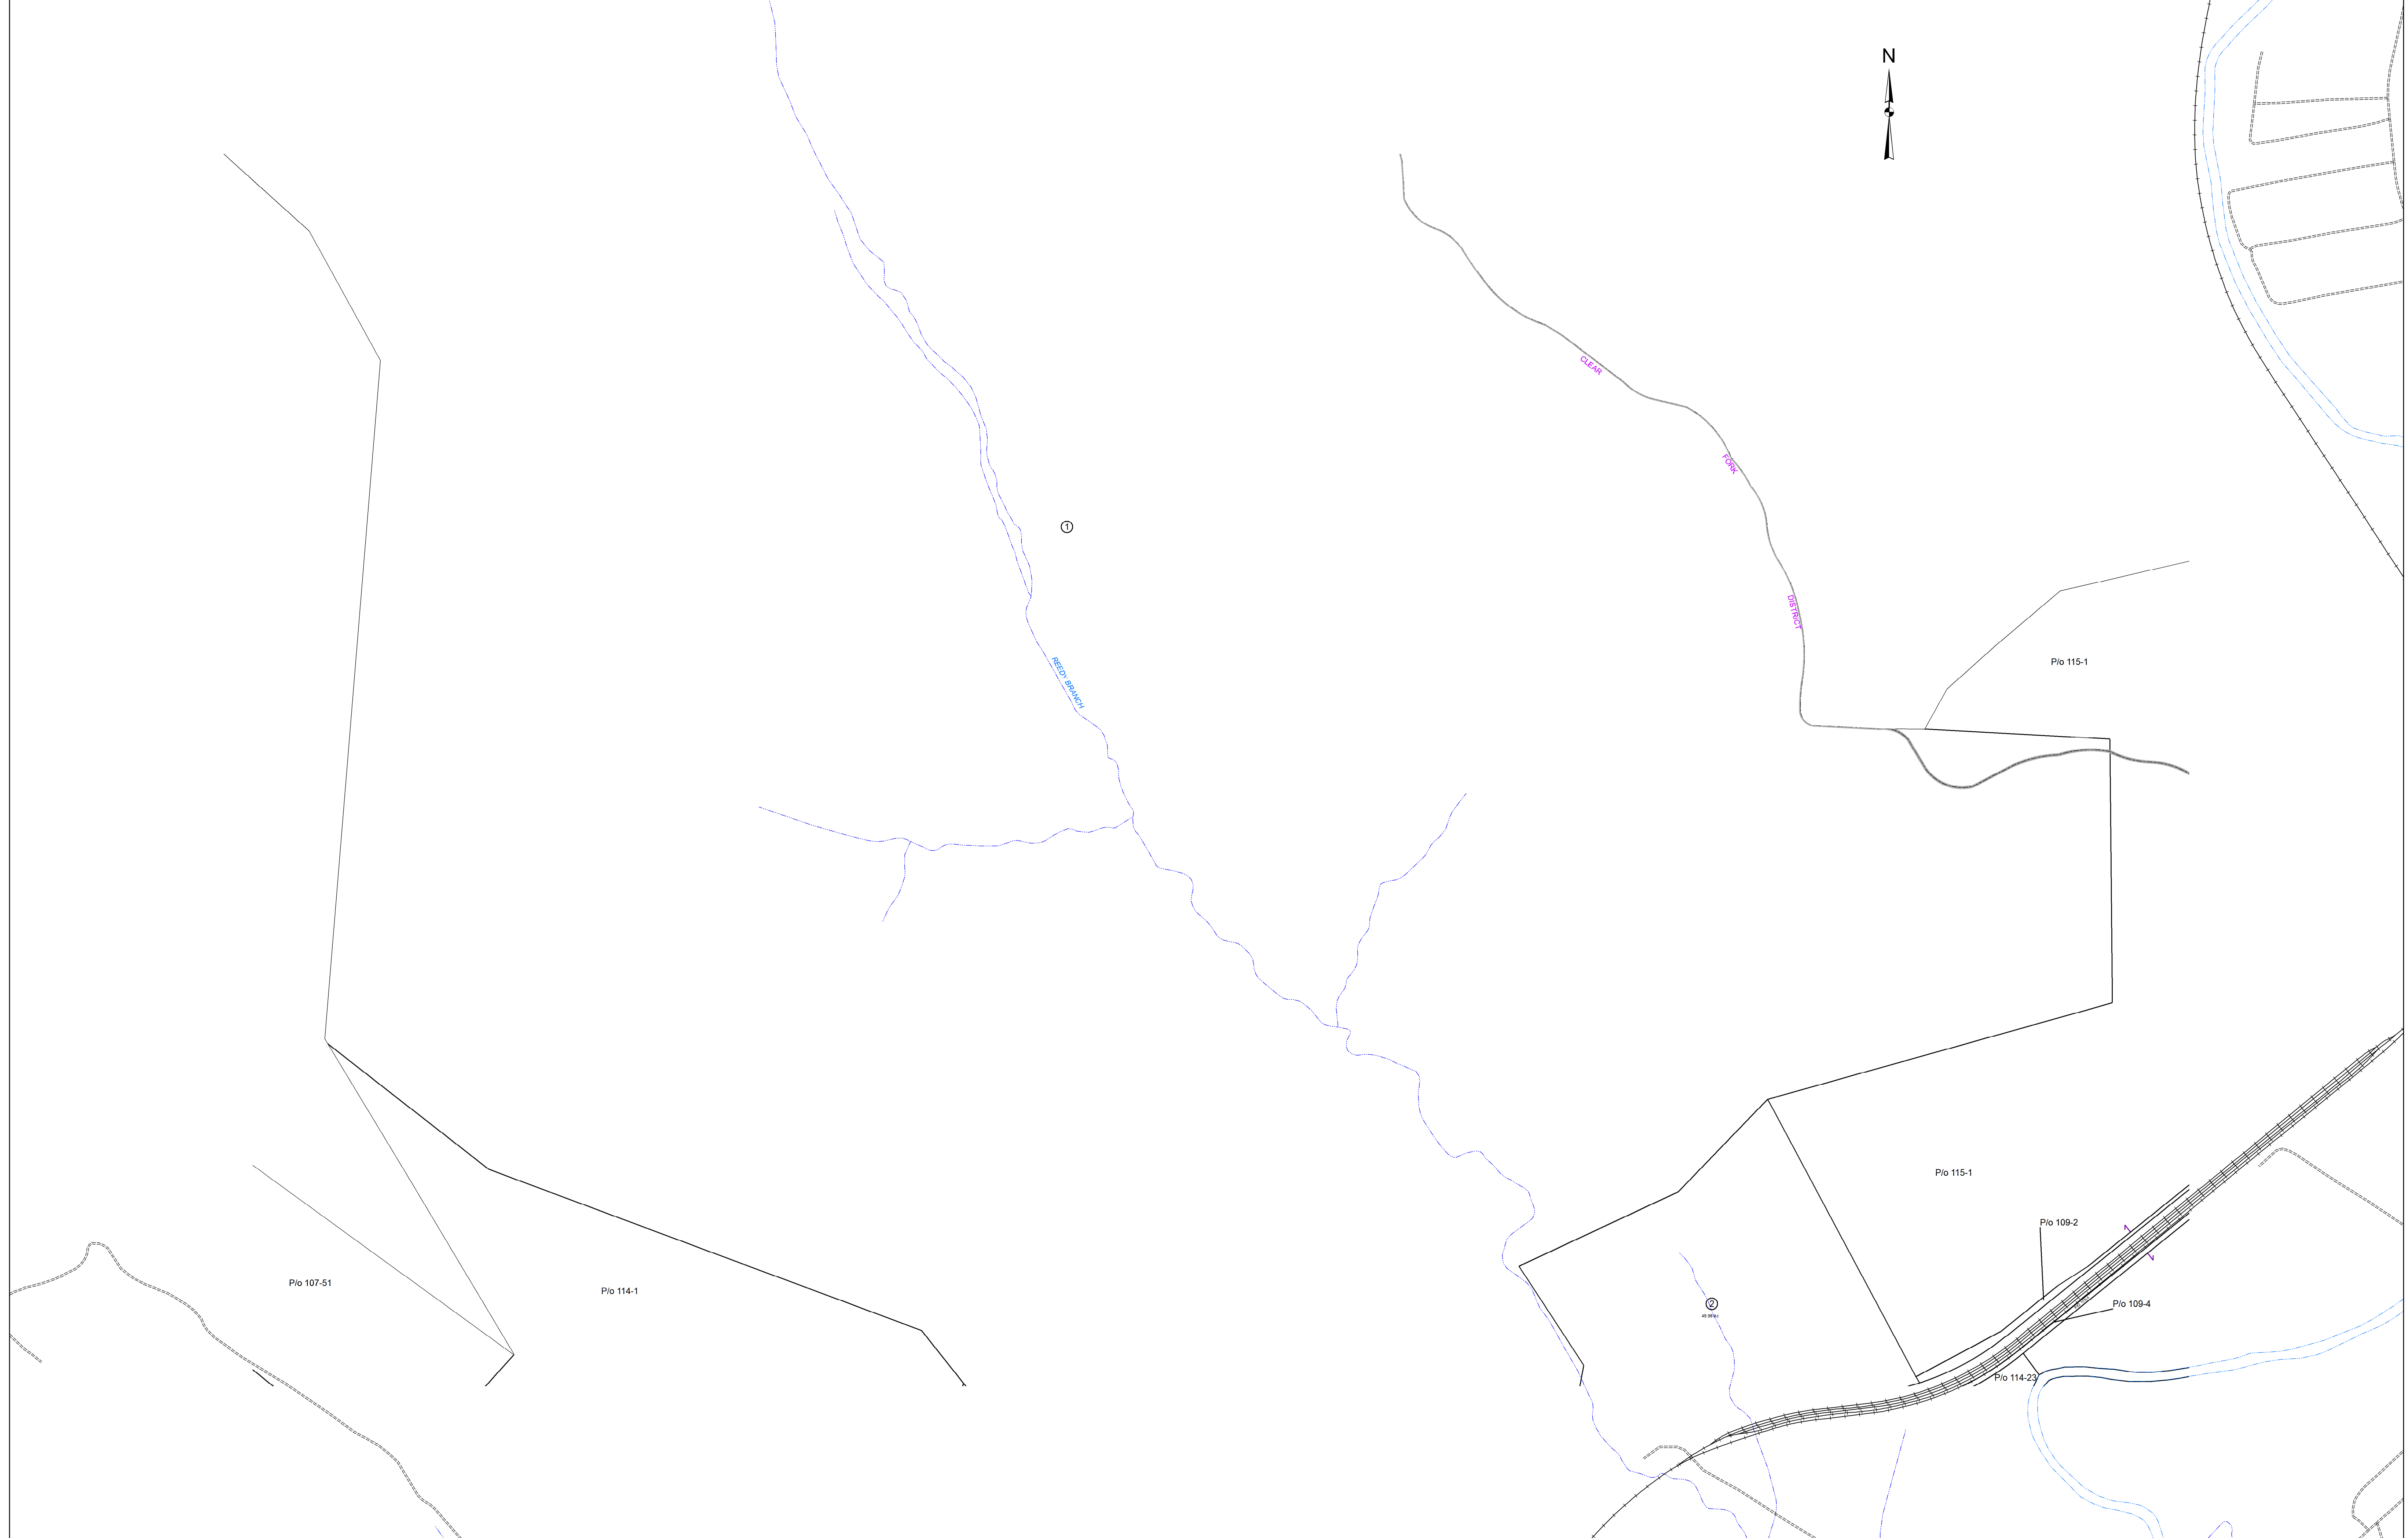 N
CLEAR
FORK
①
DISTRICT
P/o 115-1
REEDY BRANCH
P/o 115-1
P/o 109-2
P/o 107-51
P/o 114-1
②
P/o 109-4
P/o 114-23